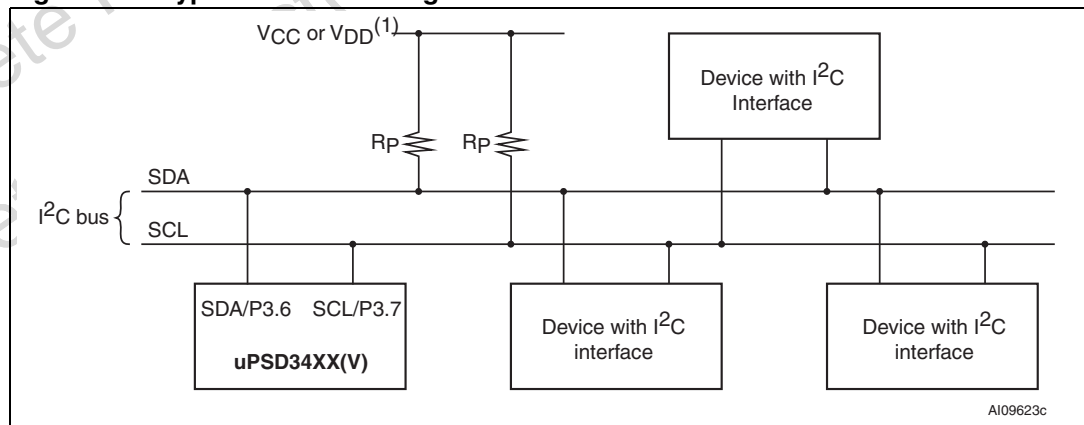 VCC or VDD(1)
Device with I2C
Interface
RP
RP
SDA
I2C bus
SCL
SDA/P3.6 SCL/P3.7
uPSD34XX(V)
Device with I2C
interface
Device with I2C
interface
AI09623c